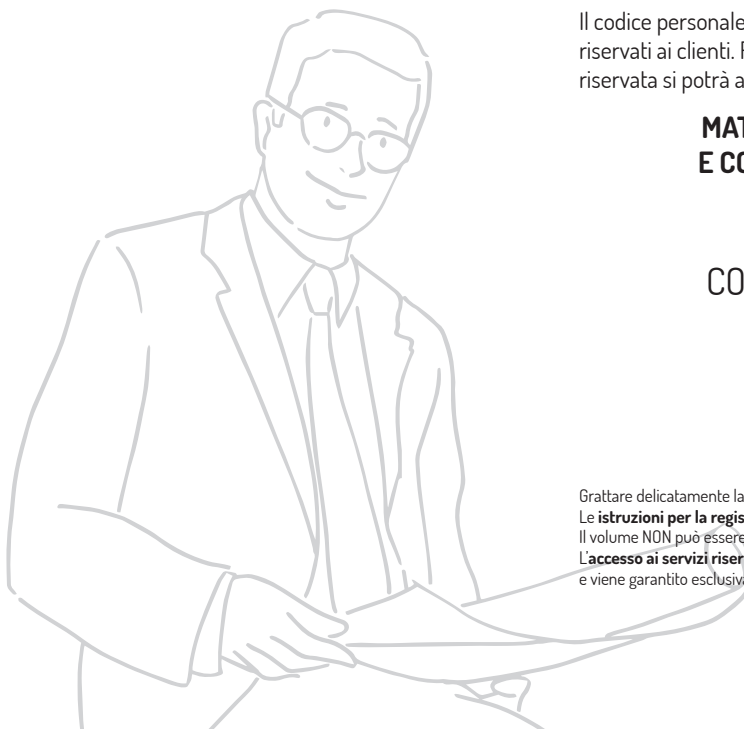 Il codice personale
riservati ai clienti.
riservata si potrà a
MAT
E CO
CO
Grattare delicatamente la
Le istruzioni per la regis
Il volume NON può essere
L'accesso ai servizi riser
e viene garantito esclusiva